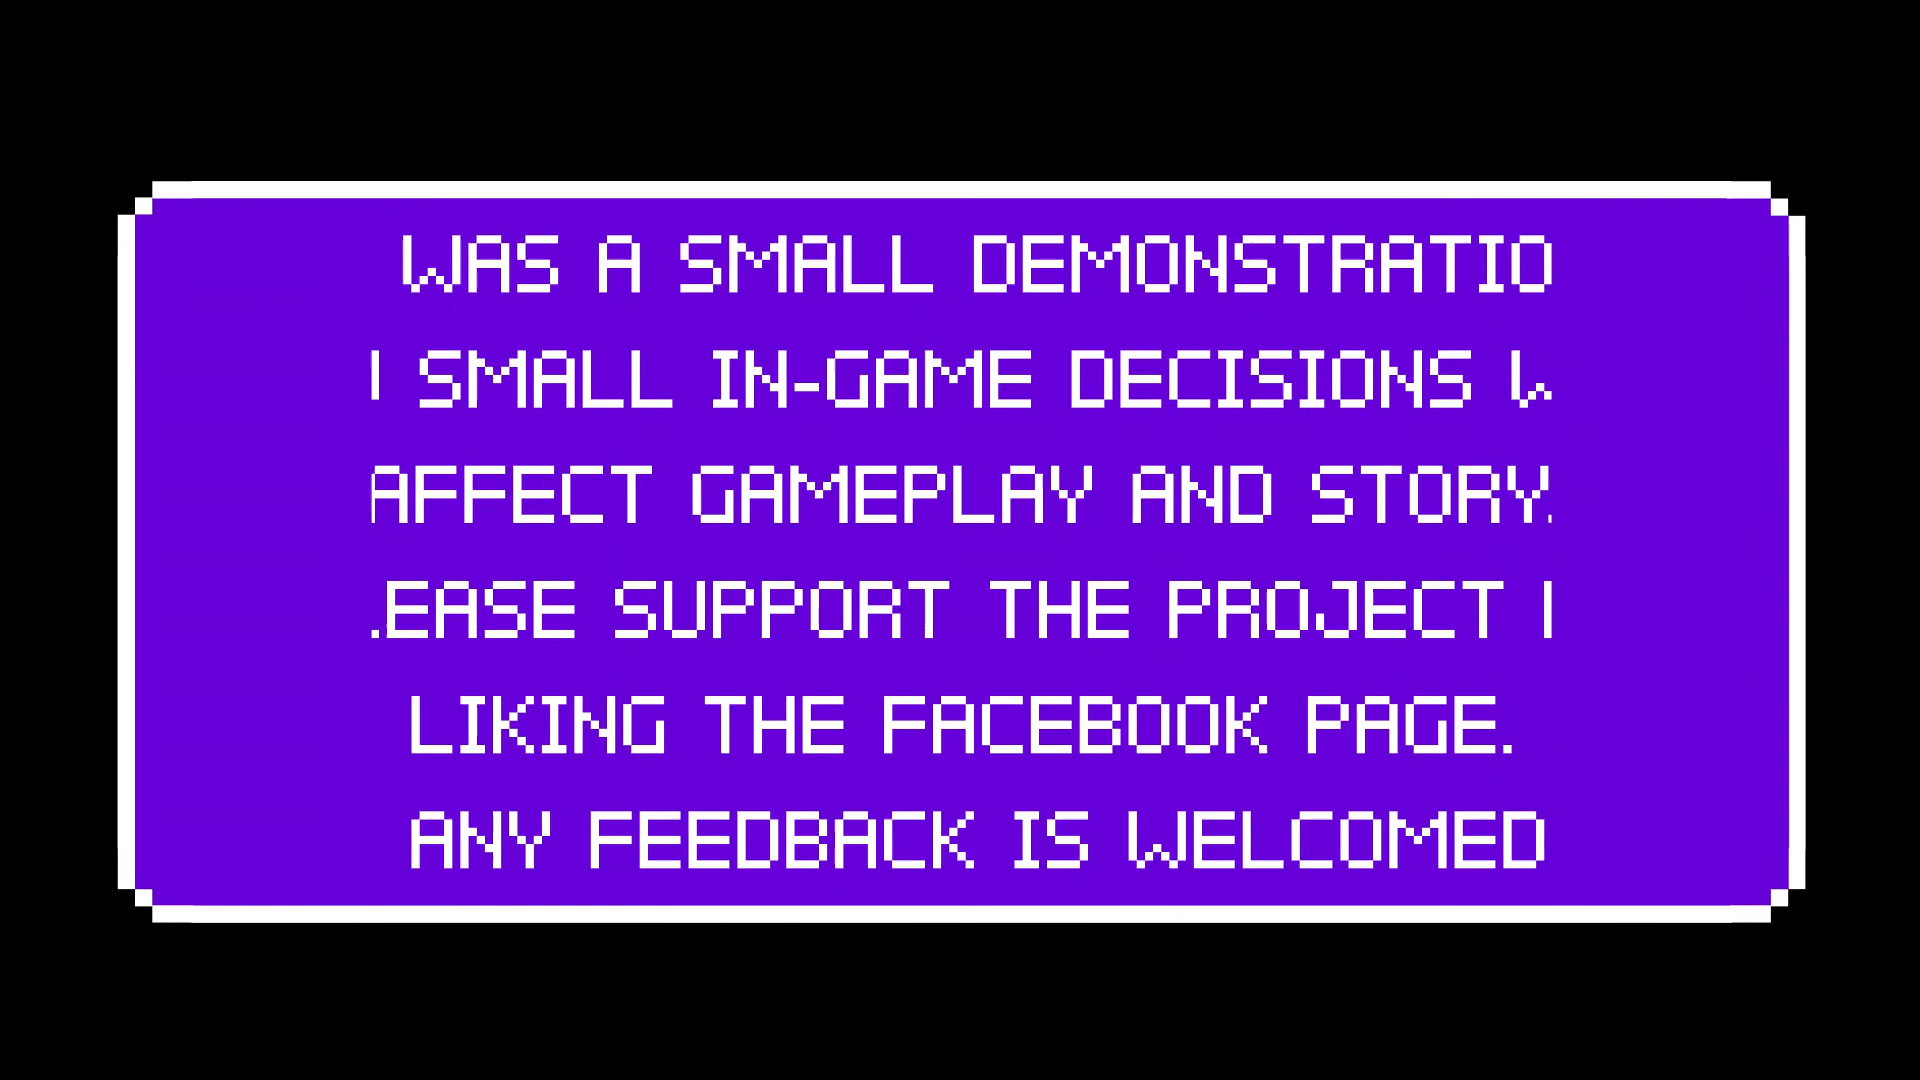 WAS A SMALL DEMONSTRATIO
SMALL IN-GAME DECISIONS
AFFECT GAMEPLAY AND STORY.
EASE SUPPORT THE PROJECT
LIKING THE FACEBOOK PAGE.
ANY FEEDBACK IS WELCOMED